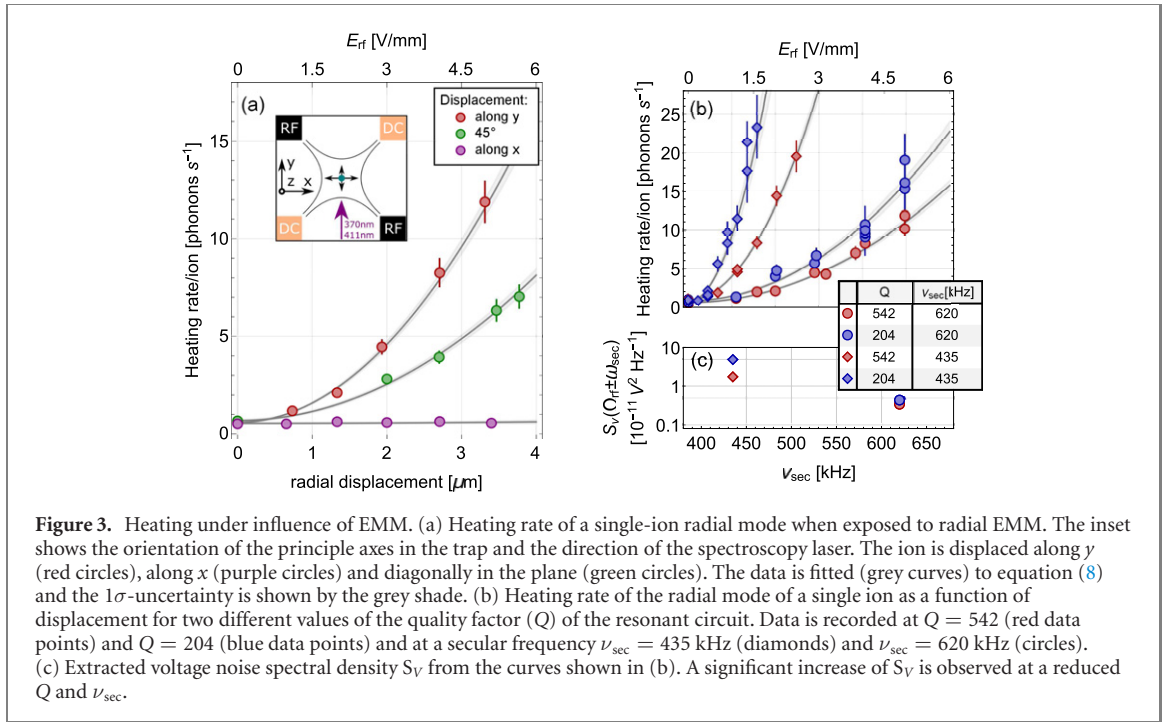 E_rf [V/mm]
0 1.5 3 4.5 6
(a)
Displacement:
along y
45°
along x
RF DC
y
z x
DC RF
370nm
411nm
15
10
5
0
Heating rate/ion [phonons s⁻¹]
0 1 2 3 4
radial displacement [μm]
E_rf [V/mm]
0 1.5 3 4.5 6
(b)
25
20
15
10
5
0
Heating rate/ion [phonons s⁻¹]
Q ν_sec[kHz]
542 620
204 620
542 435
204 435
(c)
10
1
0.1
S_V(Ω_rf±ω_sec)
[10⁻¹¹ V² Hz⁻¹]
400 450 500 550 600 650
ν_sec [kHz]
Figure 3. Heating under influence of EMM. (a) Heating rate of a single-ion radial mode when exposed to radial EMM. The inset
shows the orientation of the principle axes in the trap and the direction of the spectroscopy laser. The ion is displaced along y
(red circles), along x (purple circles) and diagonally in the plane (green circles). The data is fitted (grey curves) to equation (8)
and the 1σ-uncertainty is shown by the grey shade. (b) Heating rate of the radial mode of a single ion as a function of
displacement for two different values of the quality factor (Q) of the resonant circuit. Data is recorded at Q = 542 (red data
points) and Q = 204 (blue data points) and at a secular frequency ν_sec = 435 kHz (diamonds) and ν_sec = 620 kHz (circles).
(c) Extracted voltage noise spectral density S_V from the curves shown in (b). A significant increase of S_V is observed at a reduced
Q and ν_sec.